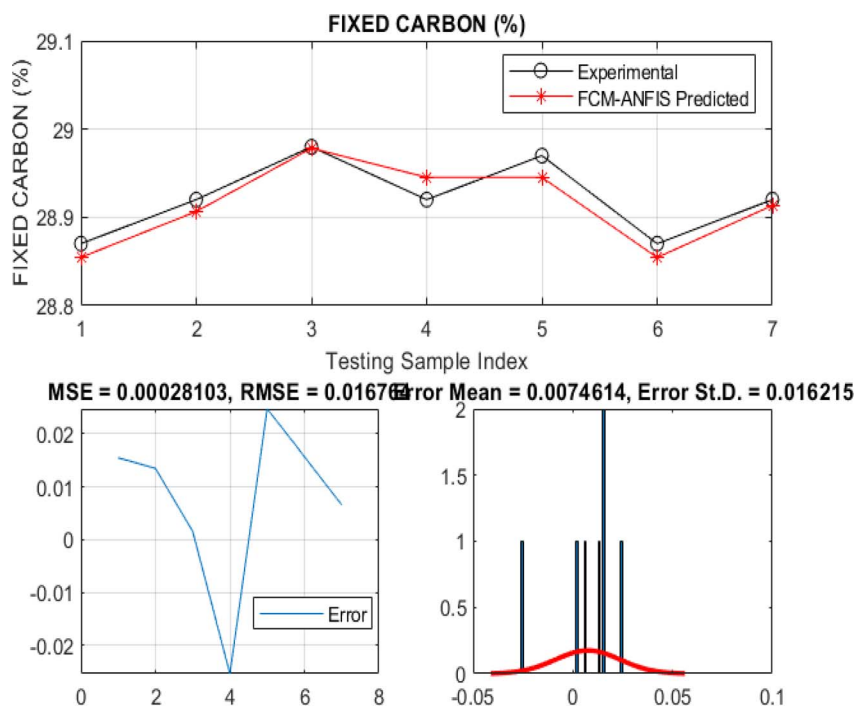 FIXED CARBON (%)
29.1
29
28.9
28.8
FIXED CARBON (%)
Experimental
FCM-ANFIS Predicted
1 2 3 4 5 6 7
Testing Sample Index
MSE = 0.00028103, RMSE = 0.016764
Error Mean = 0.0074614, Error St.D. = 0.016215
0.02
0.01
0
-0.01
-0.02
Error
0 2 4 6 8
2
1.5
1
0.5
0
-0.05 0 0.05 0.1